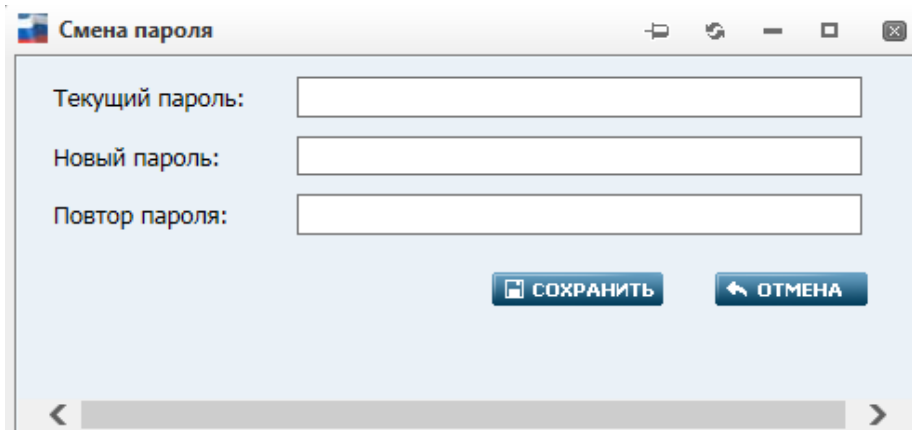 Смена пароля
Текущий пароль:
Новый пароль:
Повтор пароля:
СОХРАНИТЬ ОТМЕНА